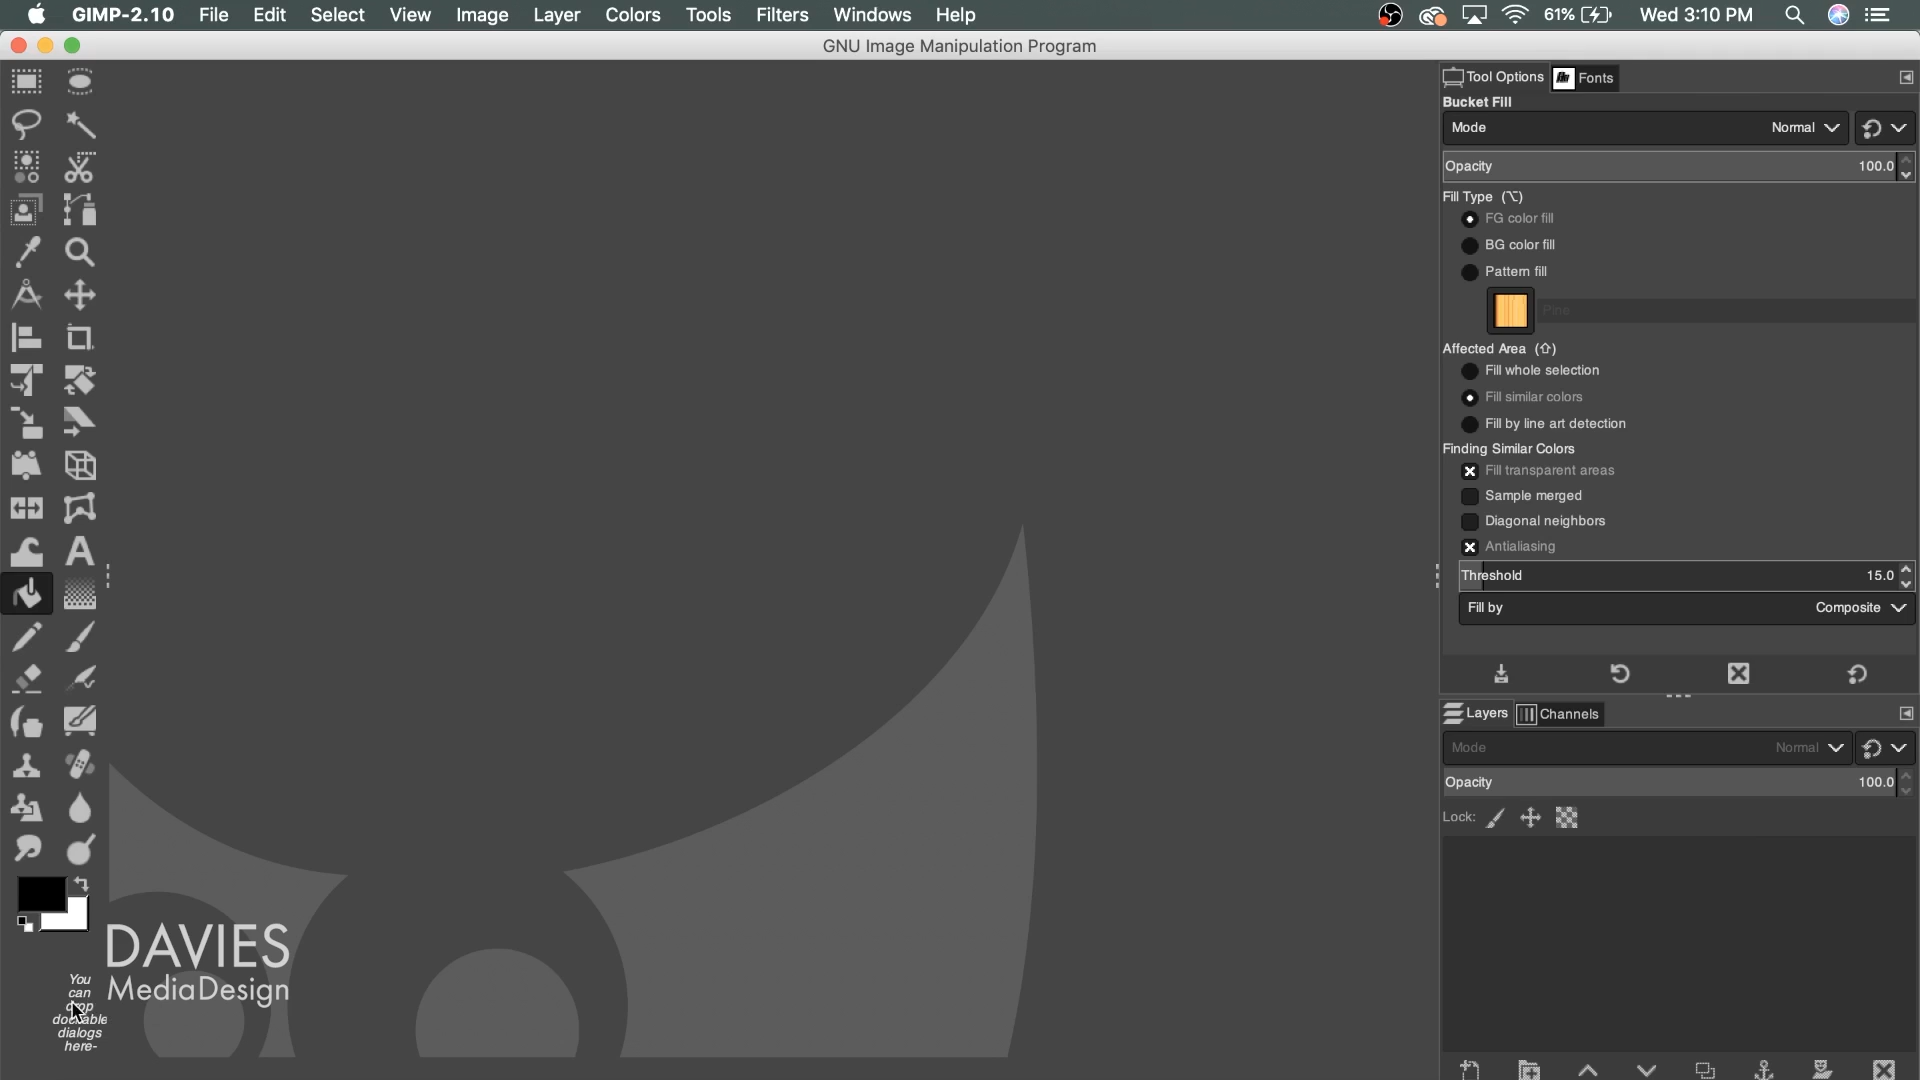 GIMP-2.10 File Edit Select View Image Layer Colors Tools Filters Windows Help 61% Wed 3:10 PM
GNU Image Manipulation Program
Tool Options Fonts
Bucket Fill
Mode Normal
Opacity 100.0
Fill Type (⌥)
FG color fill
BG color fill
Pattern fill
Pine
Affected Area (⇧)
Fill whole selection
Fill similar colors
Fill by line art detection
Finding Similar Colors
Fill transparent areas
Sample merged
Diagonal neighbors
Antialiasing
Threshold 15.0
Fill by Composite
Layers Channels
Mode Normal
Opacity 100.0
Lock:
DAVIES
MediaDesign
You
can
drop
dockable
dialogs
here-